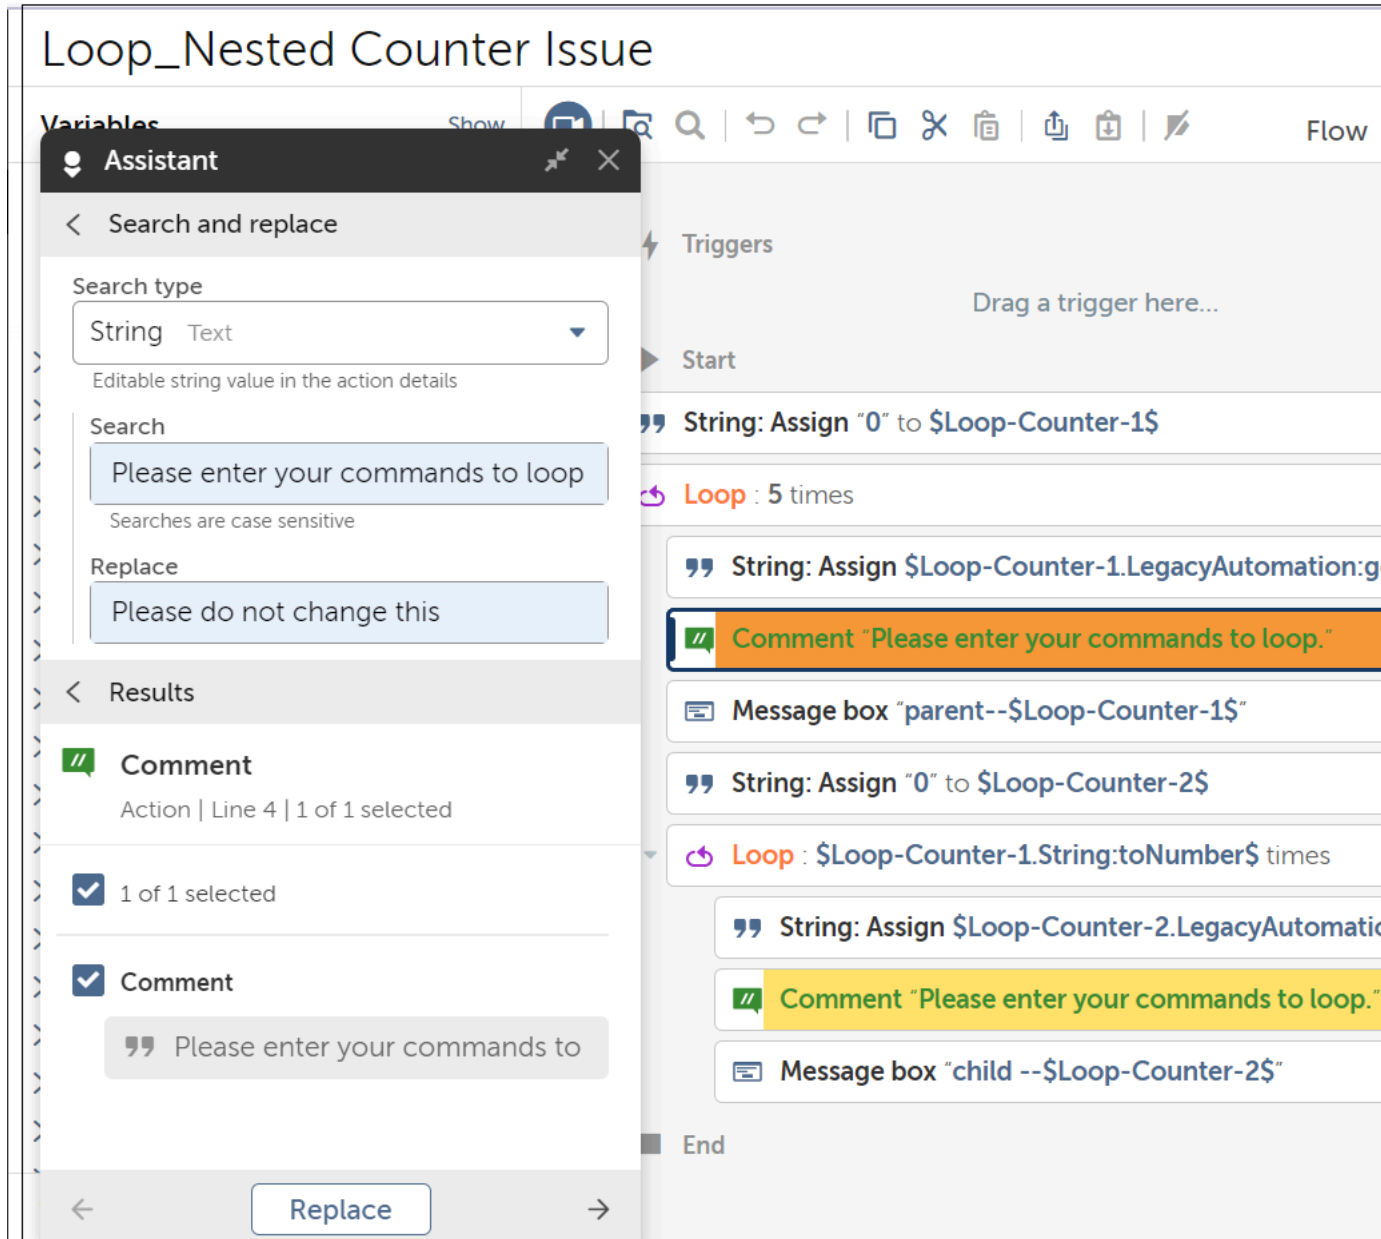 Loop_Nested Counter Issue
Variables
Show
Flow
Assistant
Search and replace
Search type
String Text
Editable string value in the action details
Search
Please enter your commands to loop
Searches are case sensitive
Replace
Please do not change this
Results
Comment
Action | Line 4 | 1 of 1 selected
1 of 1 selected
Comment
Please enter your commands to
Replace
Triggers
Drag a trigger here...
Start
String: Assign “0” to $Loop-Counter-1$
Loop : 5 times
String: Assign $Loop-Counter-1.LegacyAutomation:g
Comment “Please enter your commands to loop.”
Message box “parent--$Loop-Counter-1$”
String: Assign “0” to $Loop-Counter-2$
Loop : $Loop-Counter-1.String:toNumber$ times
String: Assign $Loop-Counter-2.LegacyAutomatic
Comment “Please enter your commands to loop.”
Message box “child --$Loop-Counter-2$”
End